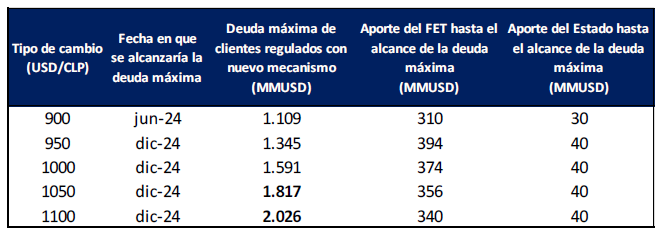 Tipo de cambio (USD/CLP) | Fecha en que se alcanzaría la deuda máxima | Deuda máxima de clientes regulados con nuevo mecanismo (MMUSD) | Aporte del FET hasta el alcance de la deuda máxima (MMUSD) | Aporte del Estado hasta el alcance de la deuda máxima (MMUSD)
900 | jun-24 | 1.109 | 310 | 30
950 | dic-24 | 1.345 | 394 | 40
1000 | dic-24 | 1.591 | 374 | 40
1050 | dic-24 | 1.817 | 356 | 40
1100 | dic-24 | 2.026 | 340 | 40